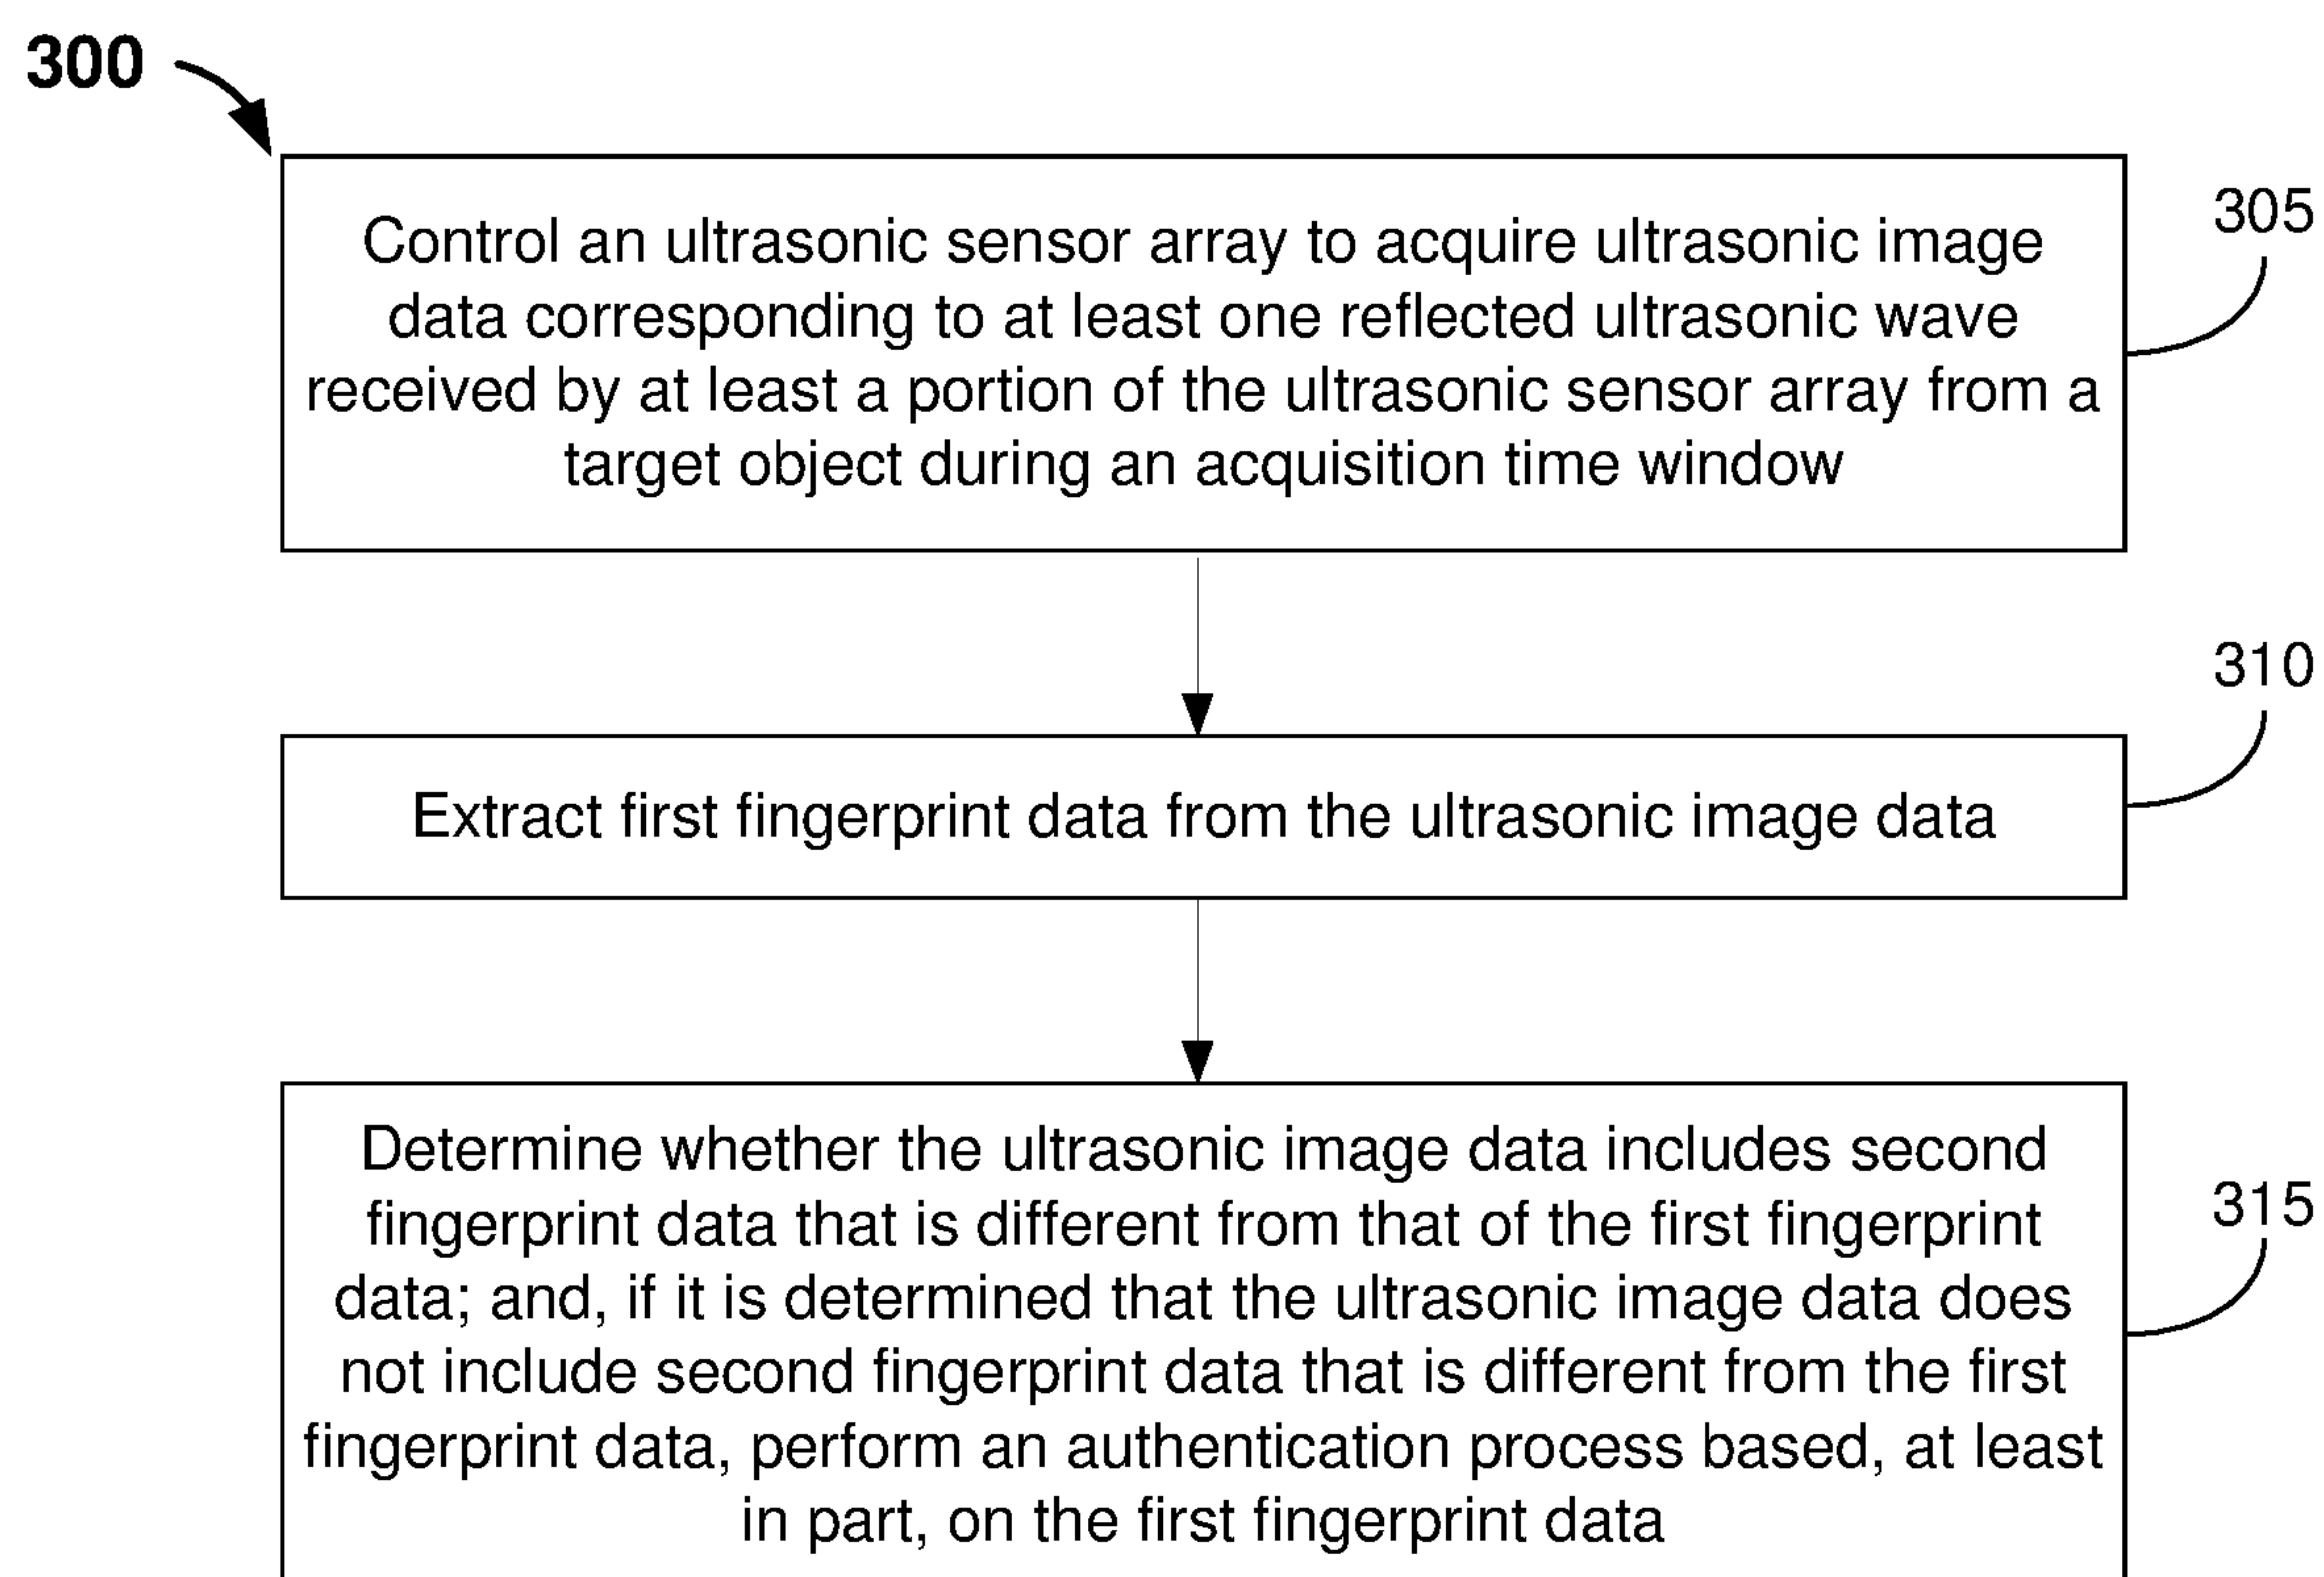 300
305
Control an ultrasonic sensor array to acquire ultrasonic image
data corresponding to at least one reflected ultrasonic wave
received by at least a portion of the ultrasonic sensor array from a
target object during an acquisition time window
310
Extract first fingerprint data from the ultrasonic image data
Determine whether the ultrasonic image data includes second
315
fingerprint data that is different from that of the first fingerprint
data; and, if it is determined that the ultrasonic image data does
not include second fingerprint data that is different from the first
fingerprint data, perform an authentication process based, at least
in part, on the first fingerprint data